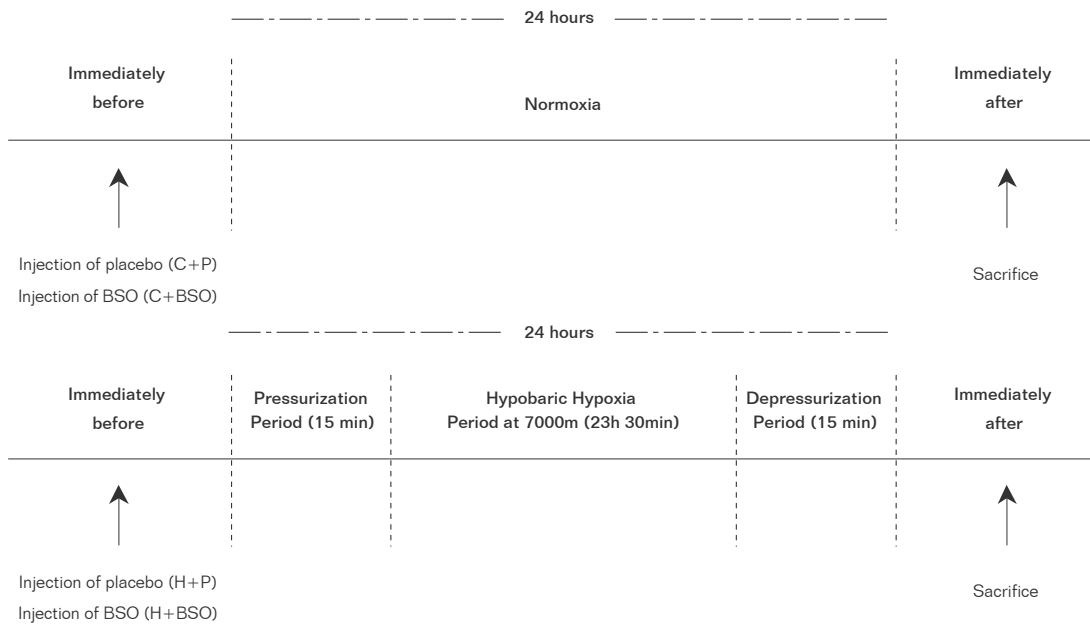 24 hours
Immediately
before
Normoxia
Immediately
after
Injection of placebo (C+P)
Injection of BSO (C+BSO)
Sacrifice
24 hours
Immediately
before
Pressurization
Period (15 min)
Hypobaric Hypoxia
Period at 7000m (23h 30min)
Depressurization
Period (15 min)
Immediately
after
Injection of placebo (H+P)
Injection of BSO (H+BSO)
Sacrifice